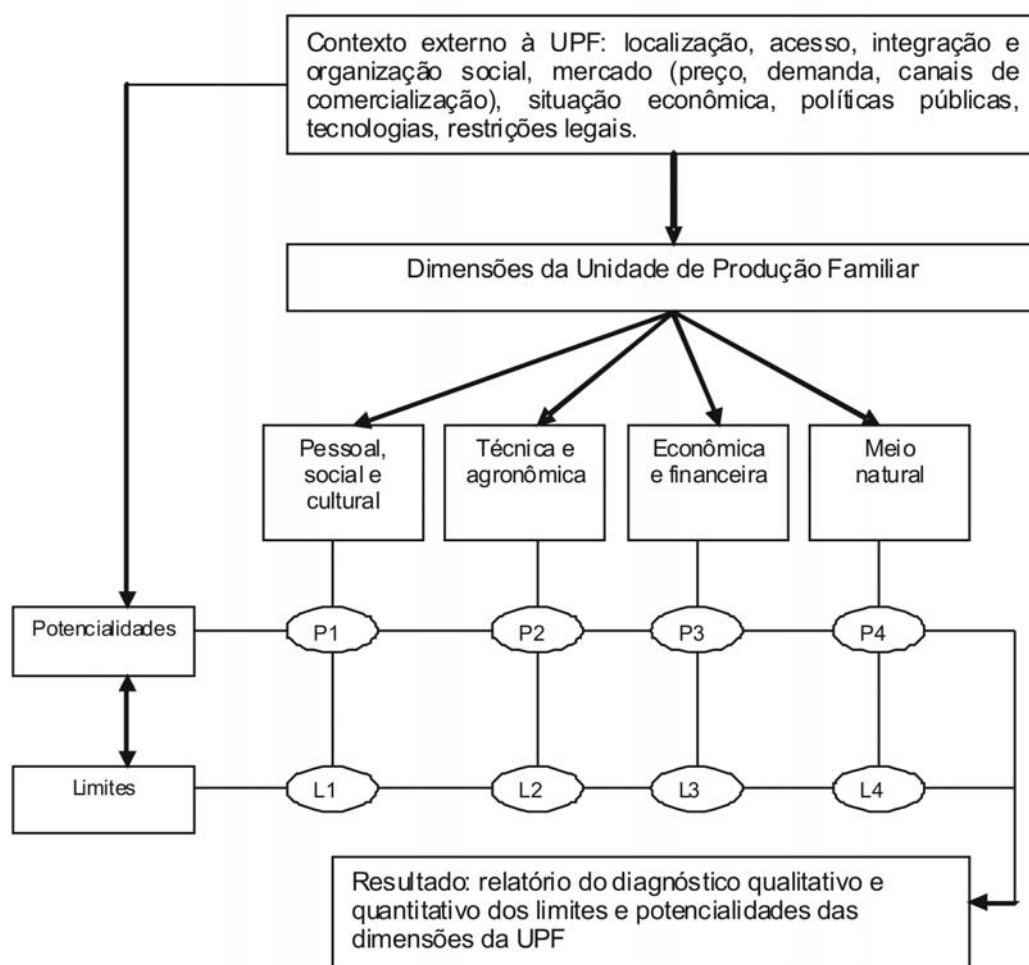 Contexto externo à UPF: localização, acesso, integração e
organização social, mercado (preço, demanda, canais de
comercialização), situação econômica, políticas públicas,
tecnologias, restrições legais.
Dimensões da Unidade de Produção Familiar
Pessoal,
social e
cultural
Técnica e
agronômica
Econômica
e financeira
Meio
natural
Potencialidades
P1
P2
P3
P4
Limites
L1
L2
L3
L4
Resultado: relatório do diagnóstico qualitativo e
quantitativo dos limites e potencialidades das
dimensões da UPF